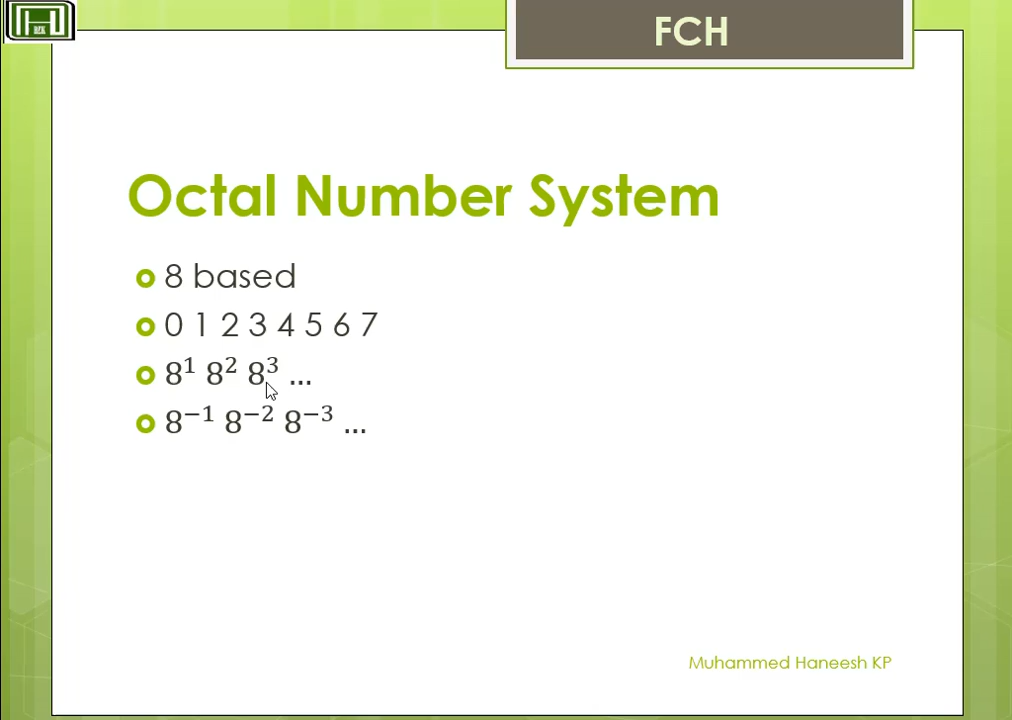 FCH
Octal Number System
8 based
0 1 2 3 4 5 6 7
8¹ 8² 8³ ...
8⁻¹ 8⁻² 8⁻³ ...
Muhammed Haneesh KP